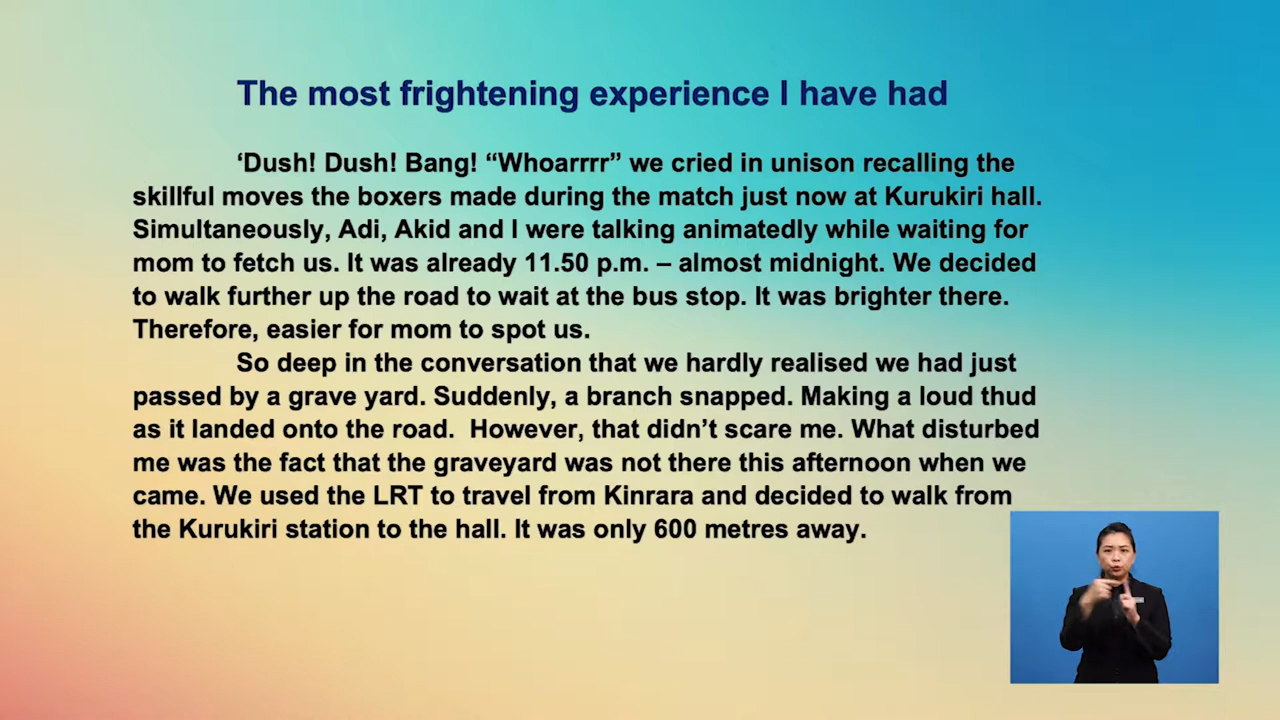 The most frightening experience I have had
‘Dush! Dush! Bang! “Whoarrrr” we cried in unison recalling the
skillful moves the boxers made during the match just now at Kurukiri hall.
Simultaneously, Adi, Akid and I were talking animatedly while waiting for
mom to fetch us. It was already 11.50 p.m. – almost midnight. We decided
to walk further up the road to wait at the bus stop. It was brighter there.
Therefore, easier for mom to spot us.
So deep in the conversation that we hardly realised we had just
passed by a grave yard. Suddenly, a branch snapped. Making a loud thud
as it landed onto the road.  However, that didn’t scare me. What disturbed
me was the fact that the graveyard was not there this afternoon when we
came. We used the LRT to travel from Kinrara and decided to walk from
the Kurukiri station to the hall. It was only 600 metres away.